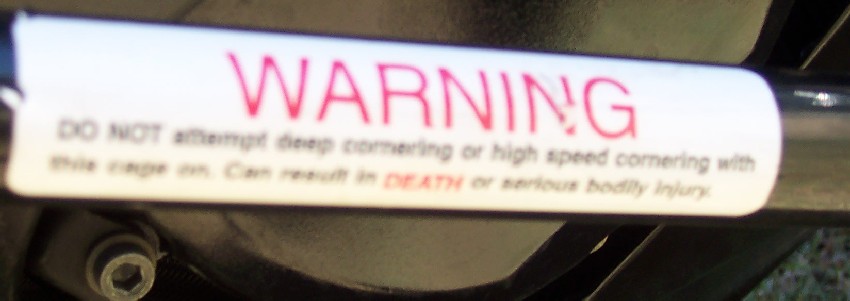 WARNING
DO NOT attempt deep cornering or high speed cornering with
this cage on. Can result in DEATH or serious bodily injury.